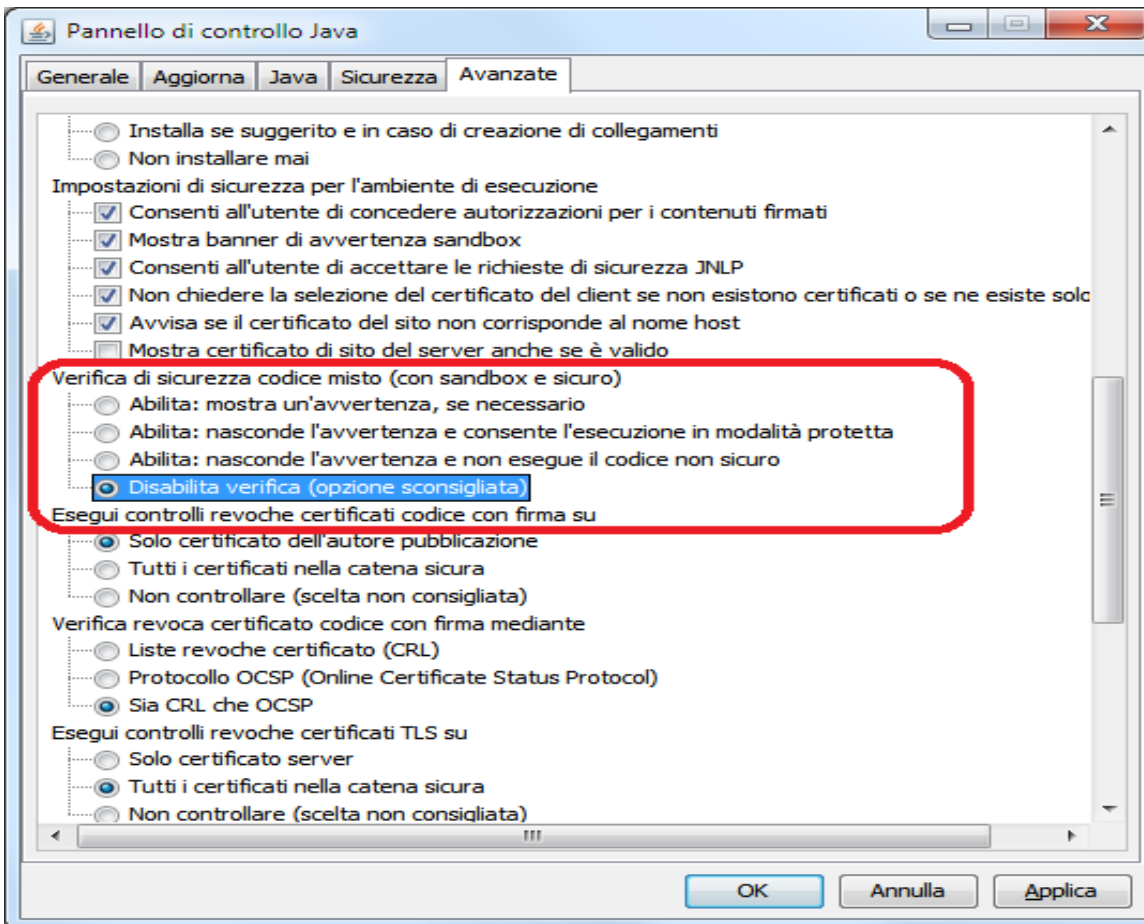 Pannello di controllo Java
Generale Aggiorna Java Sicurezza Avanzate
Installa se suggerito e in caso di creazione di collegamenti
Non installare mai
Impostazioni di sicurezza per l'ambiente di esecuzione
Consenti all'utente di concedere autorizzazioni per i contenuti firmati
Mostra banner di avvertenza sandbox
Consenti all'utente di accettare le richieste di sicurezza JNLP
Non chiedere la selezione del certificato del client se non esistono certificati o se ne esiste solo
Avvisa se il certificato del sito non corrisponde al nome host
Mostra certificato di sito del server anche se è valido
Verifica di sicurezza codice misto (con sandbox e sicuro)
Abilita: mostra un'avvertenza, se necessario
Abilita: nasconde l'avvertenza e consente l'esecuzione in modalità protetta
Abilita: nasconde l'avvertenza e non esegue il codice non sicuro
Disabilita verifica (opzione sconsigliata)
Esegui controlli revoche certificati codice con firma su
Solo certificato dell'autore pubblicazione
Tutti i certificati nella catena sicura
Non controllare (scelta non consigliata)
Verifica revoca certificato codice con firma mediante
Liste revoche certificato (CRL)
Protocollo OCSP (Online Certificate Status Protocol)
Sia CRL che OCSP
Esegui controlli revoche certificati TLS su
Solo certificato server
Tutti i certificati nella catena sicura
Non controllare (scelta non consigliata)
OK Annulla Applica